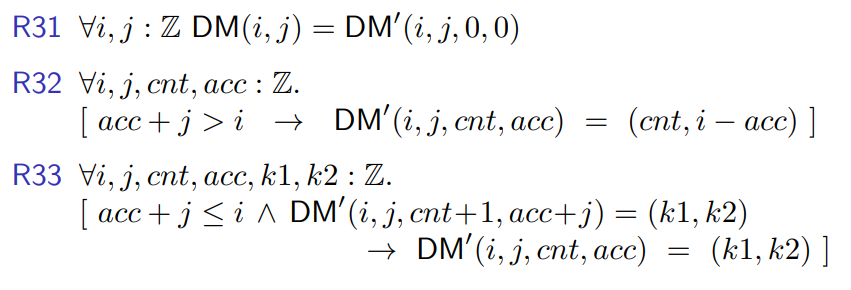 R31 ∀i, j : ℤ DM(i, j) = DM′(i, j, 0, 0)
R32 ∀i, j, cnt, acc : ℤ.
[ acc + j > i → DM′(i, j, cnt, acc) = (cnt, i − acc) ]
R33 ∀i, j, cnt, acc, k1, k2 : ℤ.
[ acc + j ≤ i ∧ DM′(i, j, cnt+1, acc+j) = (k1, k2)
→ DM′(i, j, cnt, acc) = (k1, k2) ]